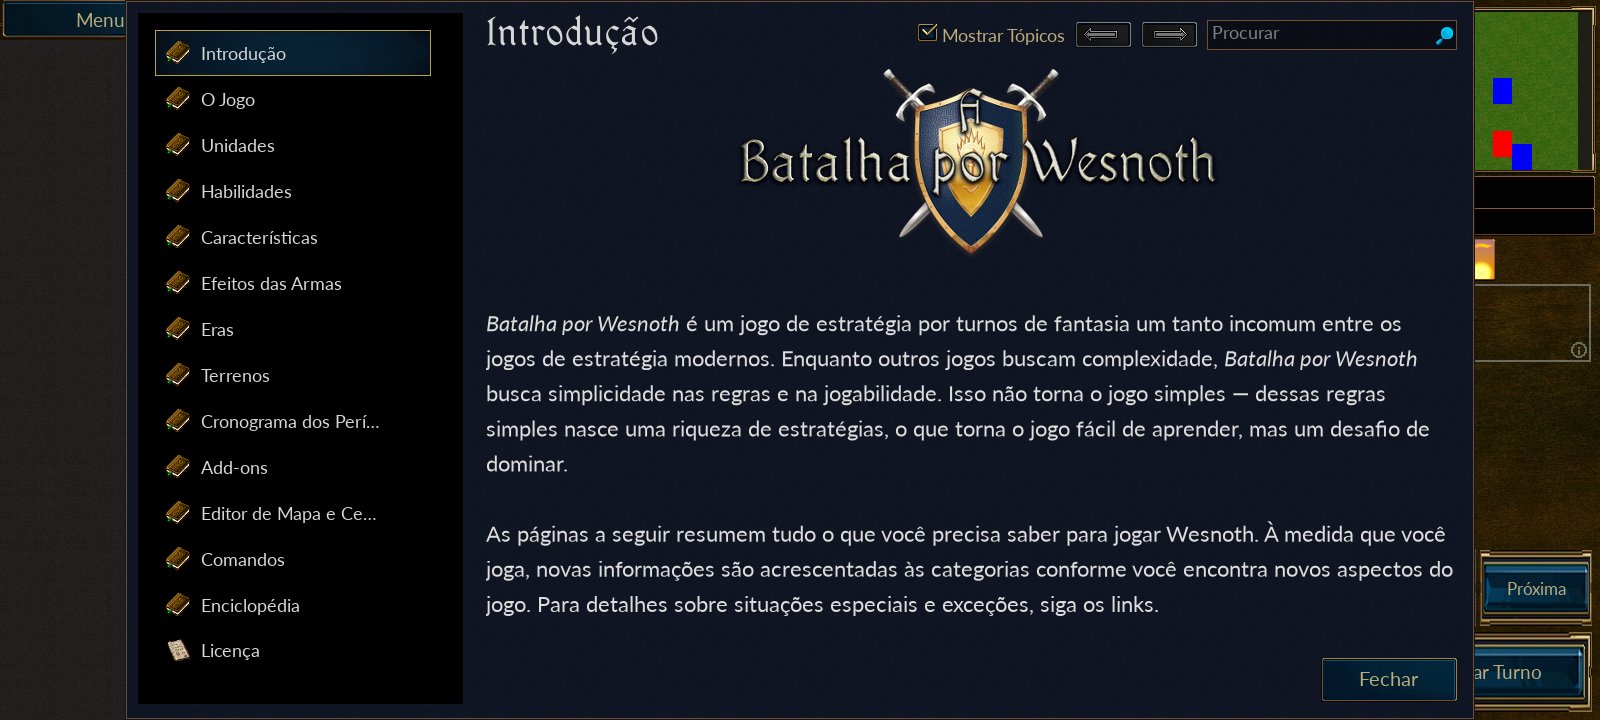 Menu
Introdução
O Jogo
Unidades
Habilidades
Características
Efeitos das Armas
Eras
Terrenos
Cronograma dos Perí...
Add-ons
Editor de Mapa e Ce...
Comandos
Enciclopédia
Licença
Introdução
Mostrar Tópicos
Procurar
A
Batalha por Wesnoth
Batalha por Wesnoth é um jogo de estratégia por turnos de fantasia um tanto incomum entre os
jogos de estratégia modernos. Enquanto outros jogos buscam complexidade, Batalha por Wesnoth
busca simplicidade nas regras e na jogabilidade. Isso não torna o jogo simples — dessas regras
simples nasce uma riqueza de estratégias, o que torna o jogo fácil de aprender, mas um desafio de
dominar.
As páginas a seguir resumem tudo o que você precisa saber para jogar Wesnoth. À medida que você
joga, novas informações são acrescentadas às categorias conforme você encontra novos aspectos do
jogo. Para detalhes sobre situações especiais e exceções, siga os links.
Fechar
Próxima
ar Turno